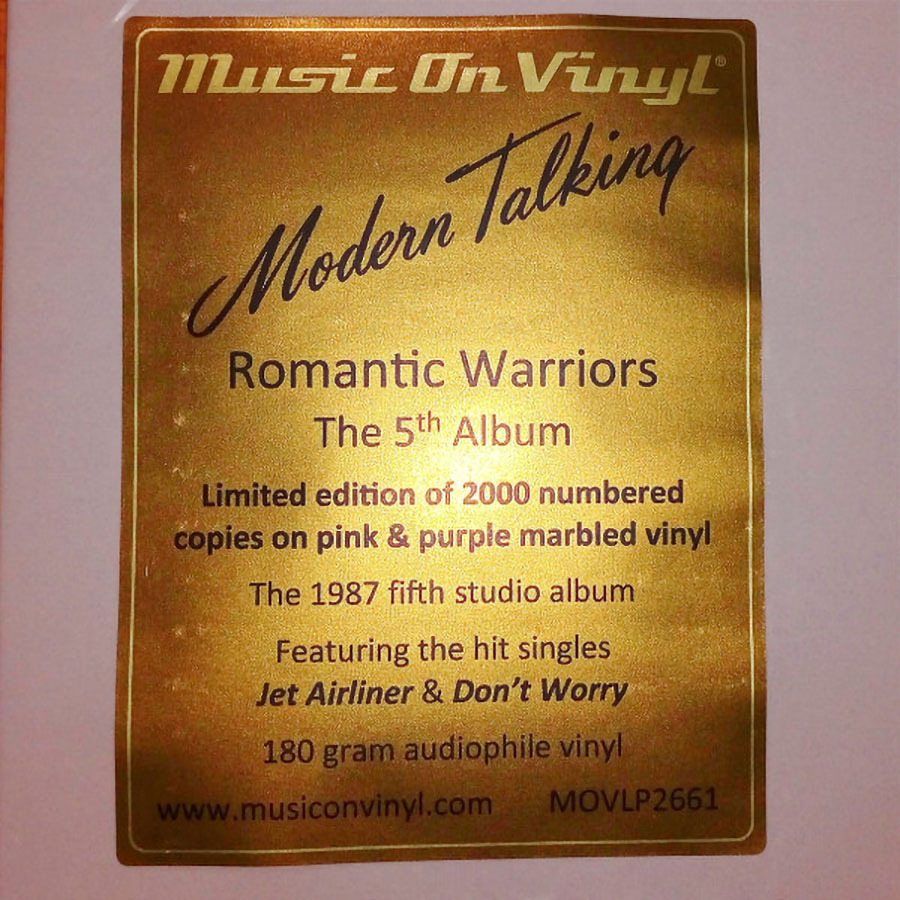 Music On Vinyl®
Modern Talking
Romantic Warriors
The 5th Album
Limited edition of 2000 numbered
copies on pink & purple marbled vinyl
The 1987 fifth studio album
Featuring the hit singles
Jet Airliner & Don't Worry
180 gram audiophile vinyl
www.musiconvinyl.com MOVLP2661